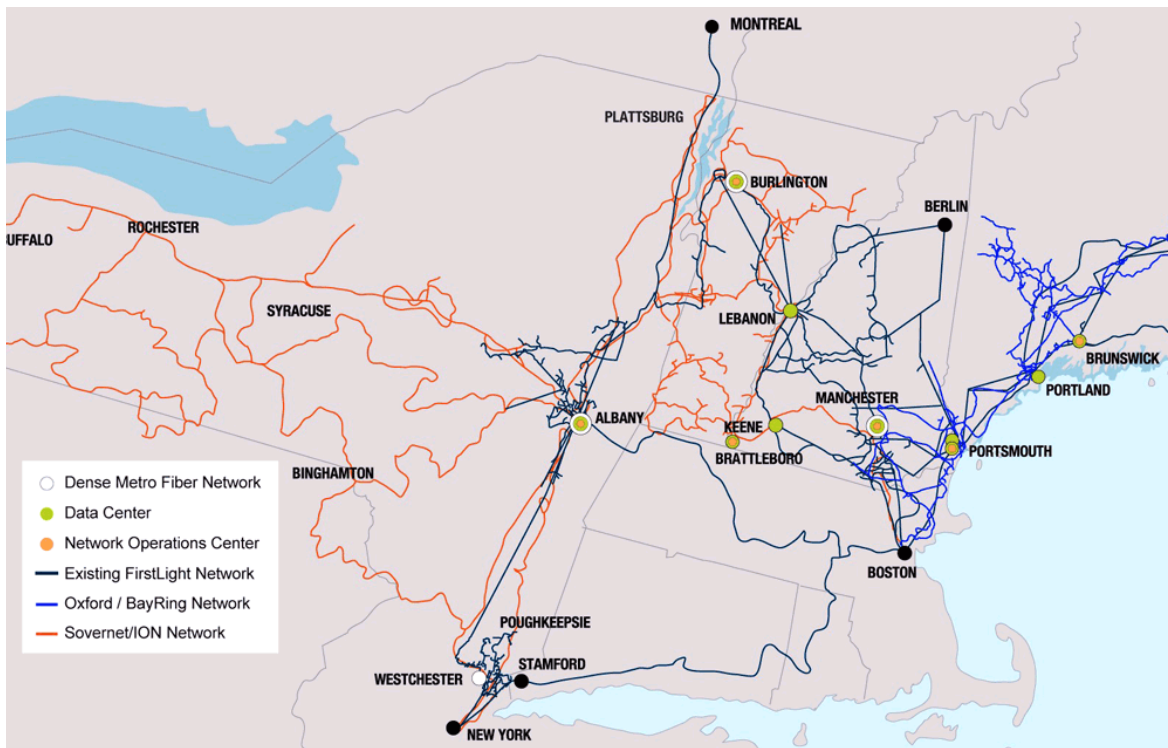 MONTREAL
PLATTSBURG
BURLINGTON
BERLIN
ROCHESTER
UFFALO
SYRACUSE
LEBANON
BRUNSWICK
PORTLAND
MANCHESTER
ALBANY
KEENE
BRATTLEBORO
PORTSMOUTH
BINGHAMTON
Dense Metro Fiber Network
Data Center
Network Operations Center
Existing FirstLight Network
Oxford / BayRing Network
Sovernet/ION Network
BOSTON
POUGHKEEPSIE
STAMFORD
WESTCHESTER
NEW YORK